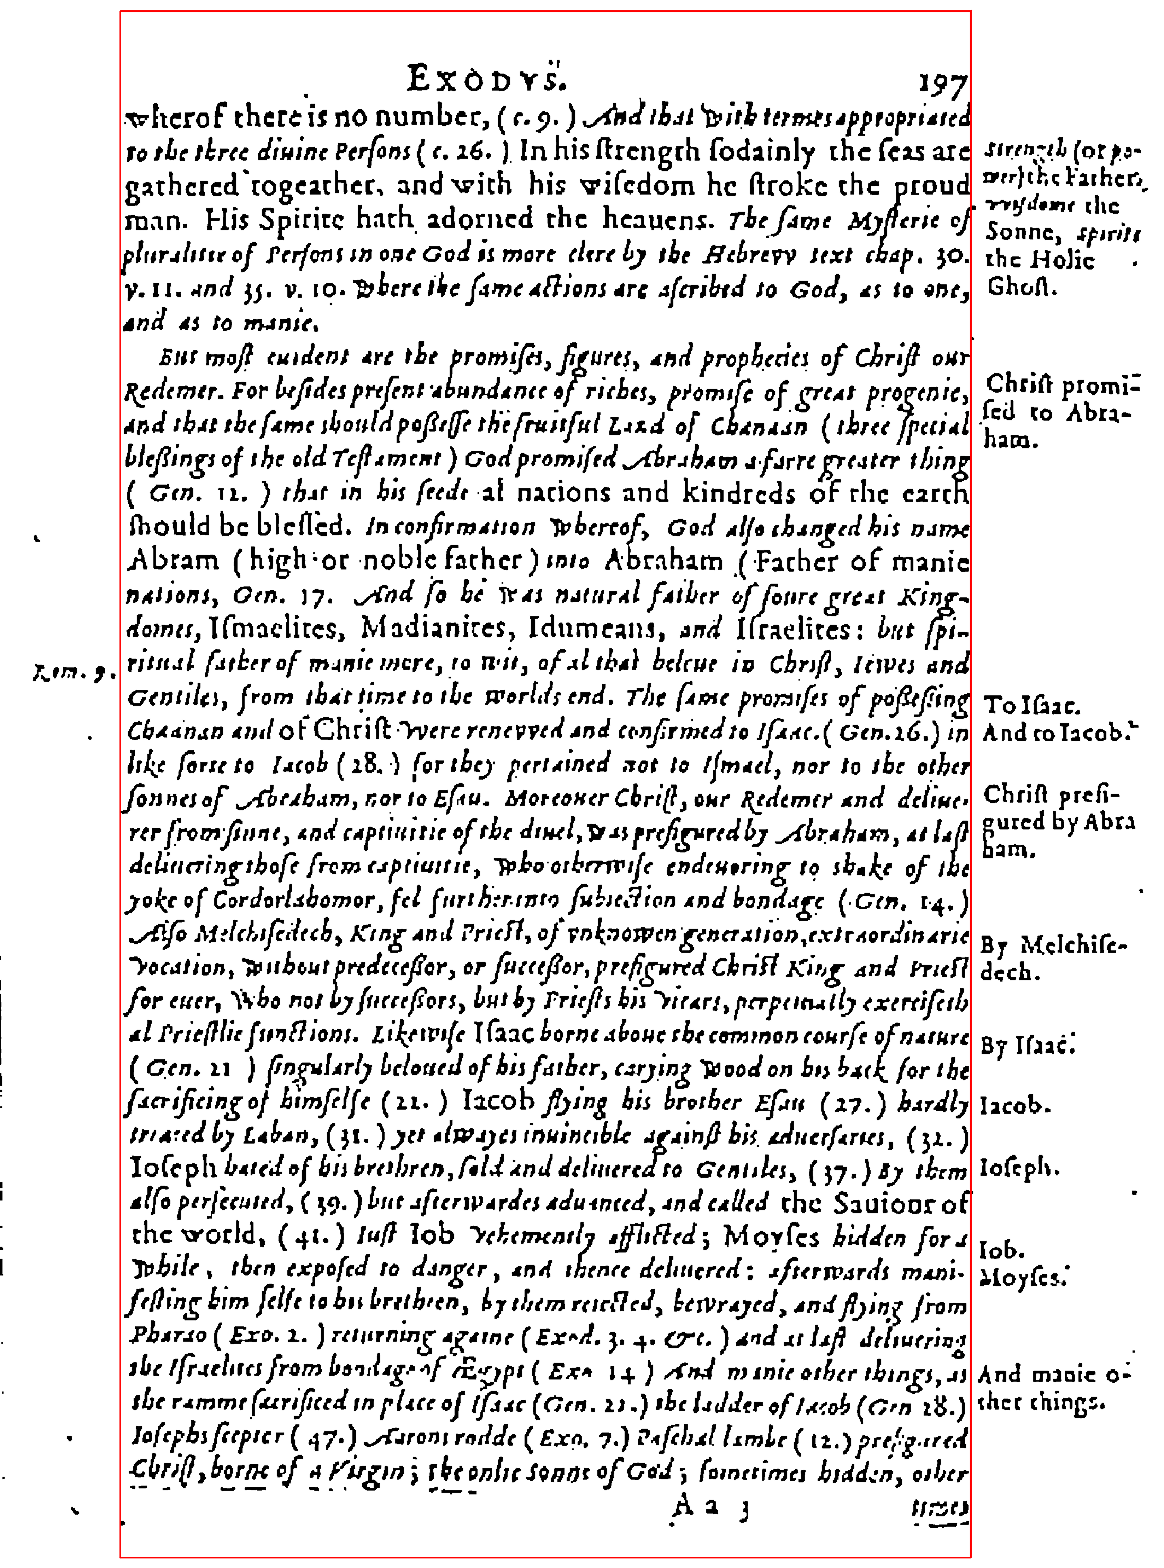 EXODVS. 197
wherof there is no number, (c. 9.) And that with termes appropriated
to the three diuine Persons (c. 26.) In his ſtrength ſodainly the ſeas are
gathered togeather, and with his wiſedom he ſtroke the proud
man. His Spirite hath adorned the heauens. The ſame Myſterie of
pluralitie of Perſons in one God is more clere by the Hebrevv text chap. 30.
v. 11. and 35. v. 10. Where the ſame actions are aſcribed to God, as to one,
and as to manie.
ſtrength (or po-
wer) the Father,
wyſdome the
Sonne, ſpirite
the Holie
Ghoſt.
But moſt euident are the promiſes, figures, and prophecies of Chriſt our
Redemer. For beſides preſent abundance of riches, promiſe of great progenie,
and that the ſame should poſſeſſe the fruitful Land of Chanaan (three ſpecial
bleſſings of the old Teſtament) God promiſed Abraham a farre greater thing
(Gen. 12.) that in his ſeede al nations and kindreds of the earth
ſhould be bleſſed. In confirmation Whereof, God alſo changed his name
Abram (high or noble father) into Abraham (Father of manie
nations, Gen. 17. And ſo he was natural father of foure great King-
domes, Iſmaelites, Madianites, Idumeans, and Iſraelites: but ſpi-
ritual father of manie more, to wit, of al that beleue in Chriſt, Iewes and
Gentiles, from that time to the worlds end. The ſame promiſes of poſſeſſing
Chanaan and of Chriſt Were renevved and confirmed to Iſaac. (Gen. 26.) in
like ſorte to Iacob (28.) for they pertained not to Iſmael, nor to the other
ſonnes of Abraham, nor to Eſau. Moreouer Chriſt, our Redemer and deliue-
rer from ſinne, and captiuitie of the diuel, was prefigured by Abraham, at laſt
deliuering thoſe from captiuitie, Who otherwiſe endeuoring to shake of the
yoke of Cordorlahomor, fel further into ſubiection and bondage (Gen. 14.)
Alſo Melchiſedech, King and Prieſt, of vnknowen generation, extraordinarie
vocation, Without predeceſſor, or ſucceſſor, prefigured Chriſt King and Prieſt
for euer, Who not by ſucceſſors, but by Prieſts his vicars, perpetually exerciſeth
al Prieſtlie functions. Likewiſe Iſaac borne aboue the common courſe of nature
(Gen. 21) ſingularly beloued of his father, carying Wood on his back for the
ſacrificing of himſelfe (22.) Iacob flying his brother Eſau (27.) hardly
treated by Laban, (31.) yet alwayes inuincible againſt his aduerſaries, (32.)
Ioſeph hated of his brethren, ſold and deliuered to Gentiles, (37.) By them
alſo perſecuted, (39.) but afterwardes aduanced, and called the Sauiour of
the world, (41.) Iuſt Iob vehemently afflicted; Moyſes hidden for a
While, then expoſed to danger, and thence deliuered: afterwards mani-
feſting him ſelfe to his brethren, by them reiected, bewrayed, and flying from
Pharao (Exo. 2.) returning againe (Exod. 3. 4. &c.) and at laſt deliuering
the Iſraelites from bondage of Ægypt (Exo 14) And manie other things, as
the ramme ſacrificed in place of Iſaac (Gen. 22.) the ladder of Iacob (Gen 28.)
Ioſephs ſcepter (47.) Aarons rodde (Exo. 7.) Paſchal lambe (12.) prefigured
Chriſt, borne of a Virgin; the onlie Sonne of God; ſometimes hidden, other
Chriſt promi-
ſed to Abra-
ham.
Rom. 9.
To Iſaac.
And to Iacob.
Chriſt prefi-
gured by Abra
ham.
By Melchiſe-
dech.
By Iſaac.
Iacob.
Ioſeph.
Iob.
Moyſes.
And manie o-
ther things.
Aa 3 times